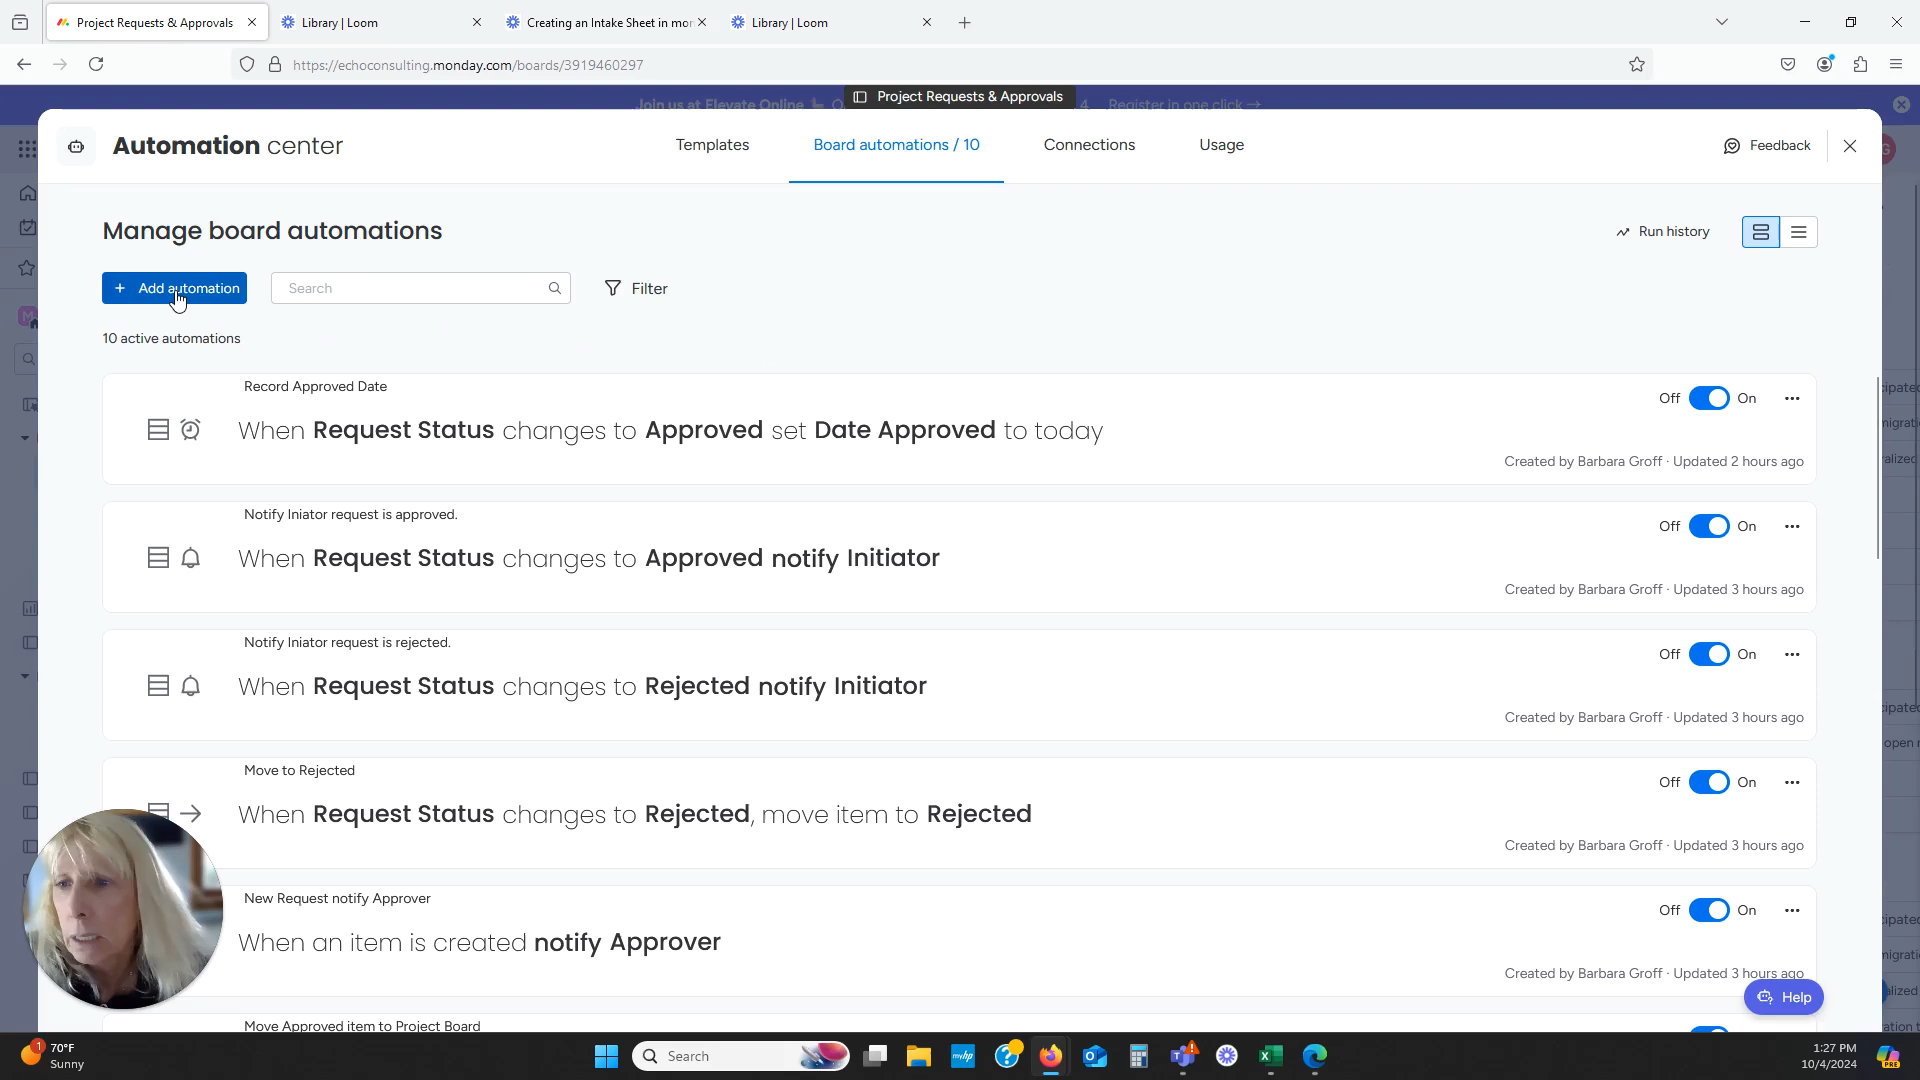 Project Requests & Approvals
Library | Loom
Creating an Intake Sheet in mon
Library | Loom
https://echoconsulting.monday.com/boards/3919460297
Join us at Elevate Online
Project Requests & Approvals
4 Register in one click →
Automation center
Templates
Board automations / 10
Connections
Usage
Feedback
Manage board automations
Run history
+ Add automation
Search
Filter
10 active automations
Record Approved Date
Off On
When Request Status changes to Approved set Date Approved to today
Created by Barbara Groff · Updated 2 hours ago
Notify Iniator request is approved.
Off On
When Request Status changes to Approved notify Initiator
Created by Barbara Groff · Updated 3 hours ago
Notify Iniator request is rejected.
Off On
When Request Status changes to Rejected notify Initiator
Created by Barbara Groff · Updated 3 hours ago
Move to Rejected
Off On
When Request Status changes to Rejected, move item to Rejected
Created by Barbara Groff · Updated 3 hours ago
New Request notify Approver
Off On
When an item is created notify Approver
Created by Barbara Groff · Updated 3 hours ago
Help
Move Approved item to Project Board
1
70°F
Sunny
Search
myhp
1:27 PM
10/4/2024
PRE